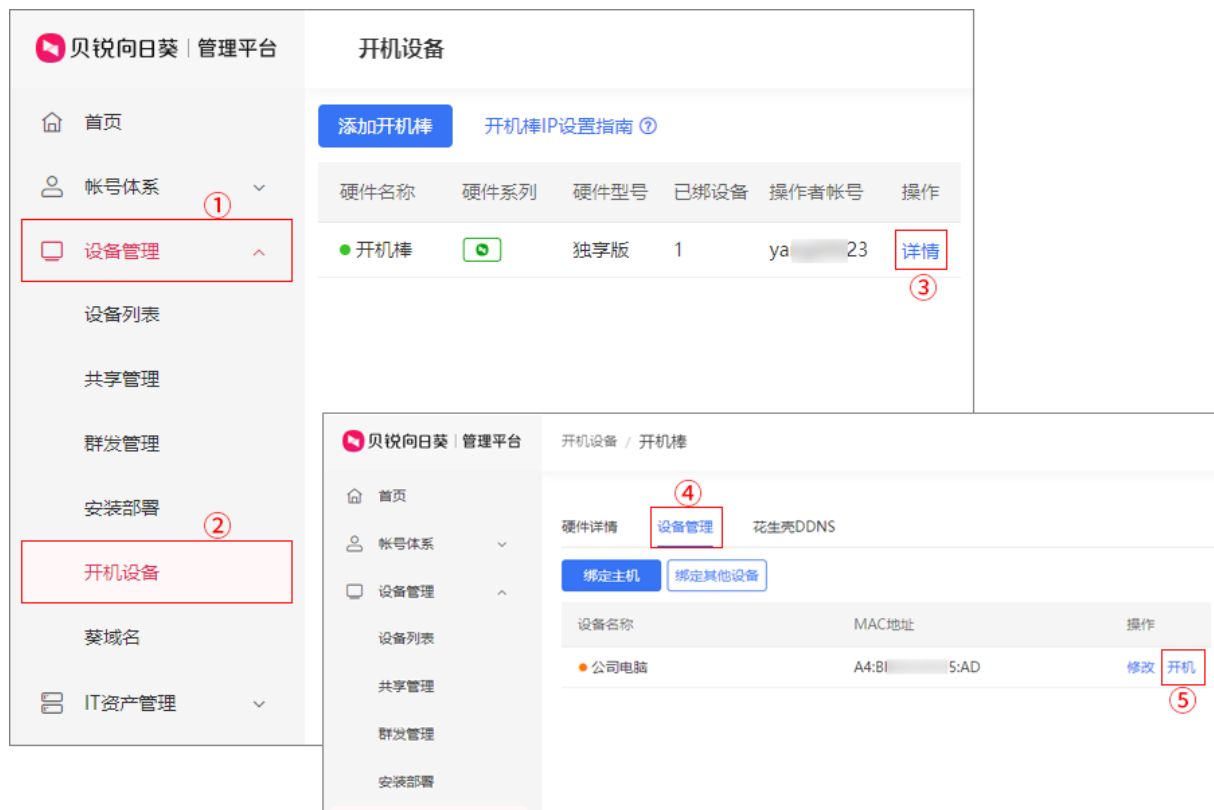 贝锐向日葵 | 管理平台
开机设备
首页
帐号体系
①
设备管理
设备列表
共享管理
群发管理
安装部署
②
开机设备
葵域名
IT资产管理
添加开机棒 开机棒IP设置指南 ?
硬件名称 硬件系列 硬件型号 已绑设备 操作者帐号 操作
开机棒 独享版 1 ya 23 详情
③
贝锐向日葵 | 管理平台
开机设备 / 开机棒
首页
帐号体系
设备管理
设备列表
共享管理
群发管理
安装部署
④
硬件详情 设备管理 花生壳DDNS
绑定主机 绑定其他设备
设备名称 MAC地址 操作
公司电脑 A4:B 5:AD 修改 开机
⑤